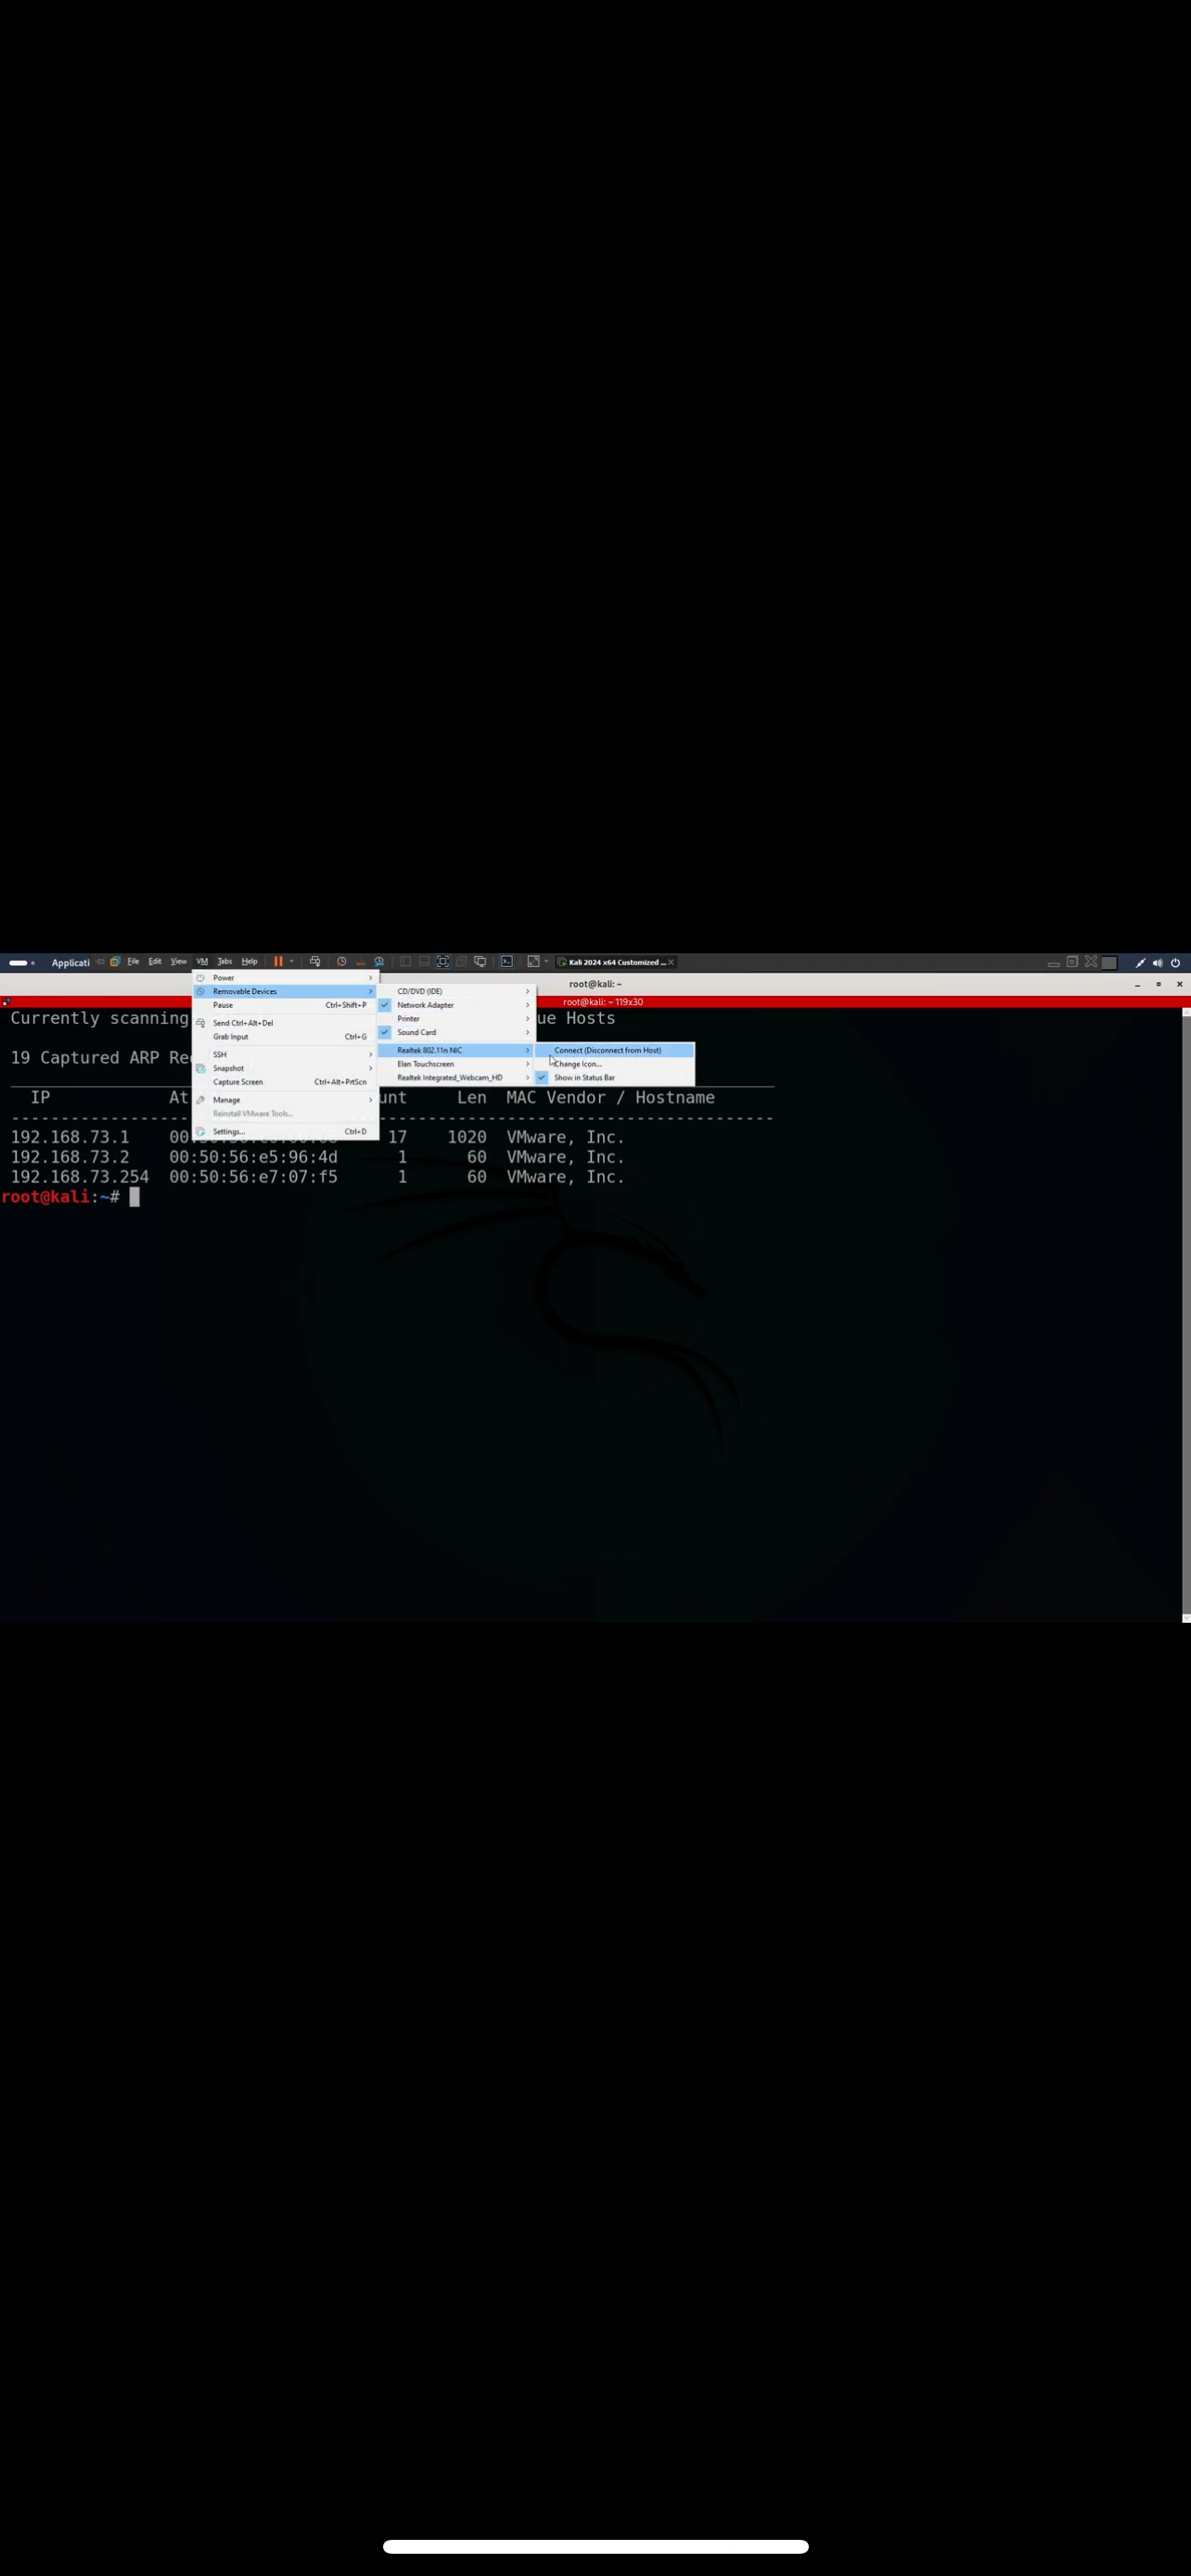 Applicati File Edit View VM Tabs Help Kali 2024 x64 Customized ...
root@kali: ~
root@kali: ~ 119x30
Power
Removable Devices
Pause Ctrl+Shift+P
Send Ctrl+Alt+Del
Grab Input Ctrl+G
SSH
Snapshot
Capture Screen Ctrl+Alt+PrtScn
Manage
Reinstall VMware Tools...
Settings... Ctrl+D
CD/DVD (IDE)
Network Adapter
Printer
Sound Card
Realtek 802.11n NIC
Elan Touchscreen
Realtek Integrated_Webcam_HD
Connect (Disconnect from Host)
Change Icon...
Show in Status Bar
Currently scanning ue Hosts
19 Captured ARP Re
IP At unt Len MAC Vendor / Hostname
192.168.73.1 00: 17 1020 VMware, Inc.
192.168.73.2 00:50:56:e5:96:4d 1 60 VMware, Inc.
192.168.73.254 00:50:56:e7:07:f5 1 60 VMware, Inc.
root@kali:~#